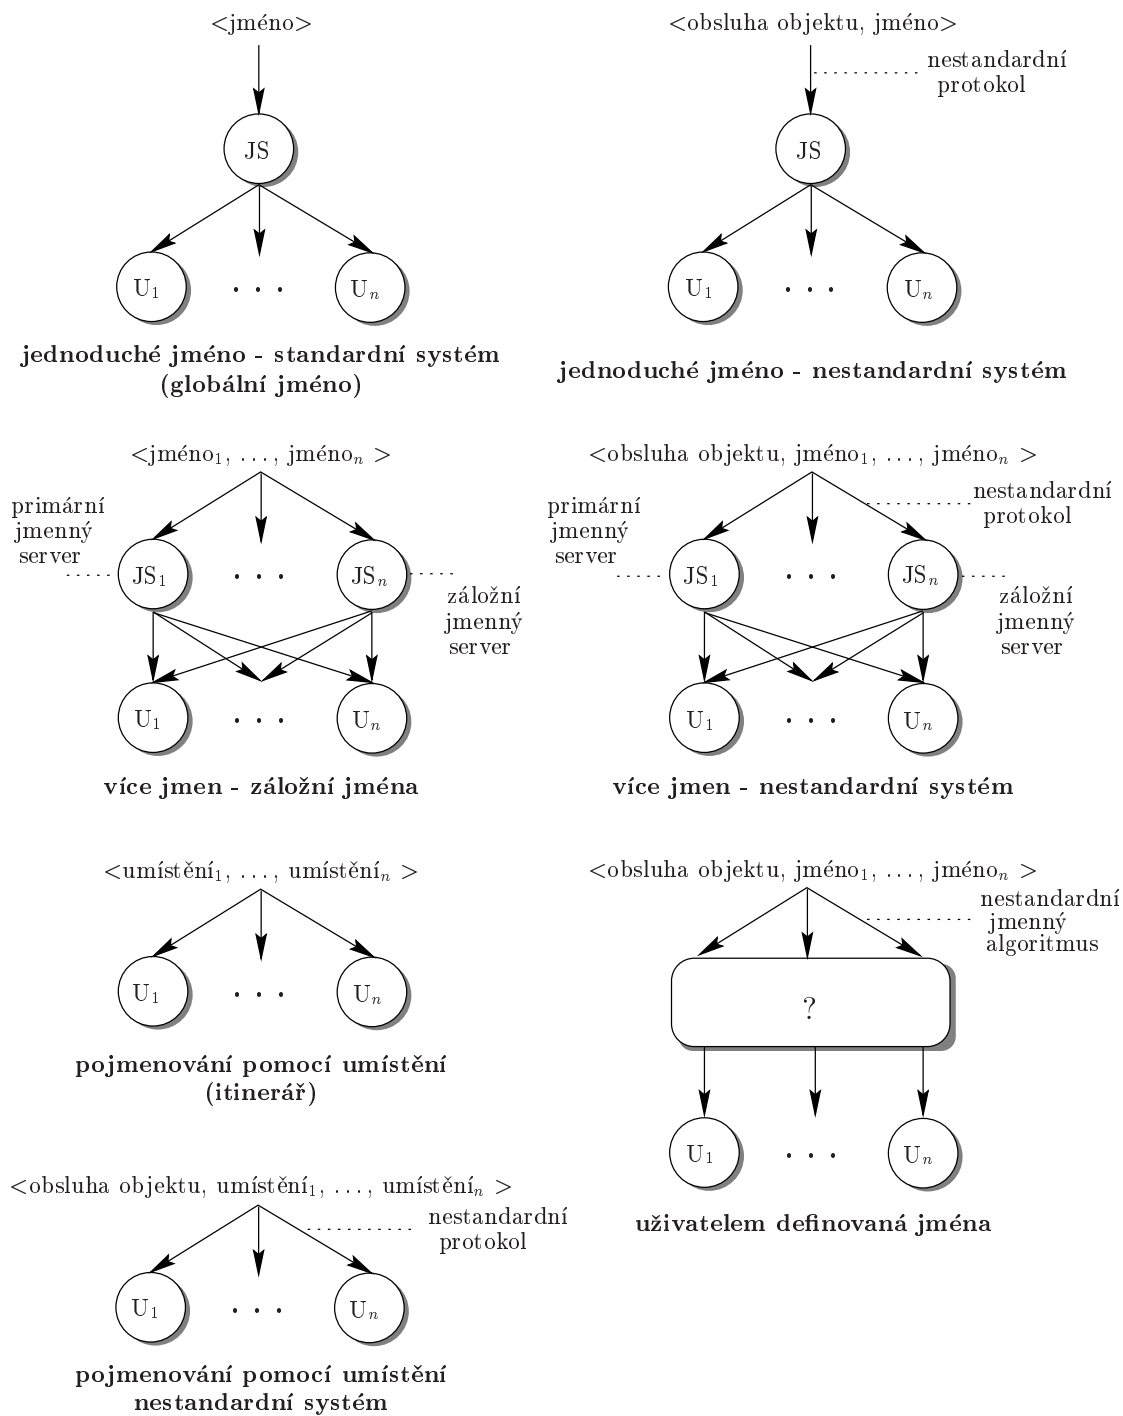 <jméno>
JS
U1 . . . Un
jednoduché jméno - standardní systém
(globální jméno)
<obsluha objektu, jméno>
nestandardní
protokol
JS
U1 . . . Un
jednoduché jméno - nestandardní systém
<jméno1, ..., jménon >
primární
jmenný
server
JS1 . . . JSn
záložní
jmenný
server
U1 . . . Un
více jmen - záložní jména
<obsluha objektu, jméno1, ..., jménon >
nestandardní
protokol
primární
jmenný
server
JS1 . . . JSn
záložní
jmenný
server
U1 . . . Un
více jmen - nestandardní systém
<umístění1, ..., umístěnín >
U1 . . . Un
pojmenování pomocí umístění
(itinerář)
<obsluha objektu, jméno1, ..., jménon >
nestandardní
jmenný
algoritmus
?
U1 . . . Un
uživatelem definovaná jména
<obsluha objektu, umístění1, ..., umístěnín >
nestandardní
protokol
U1 . . . Un
pojmenování pomocí umístění
nestandardní systém